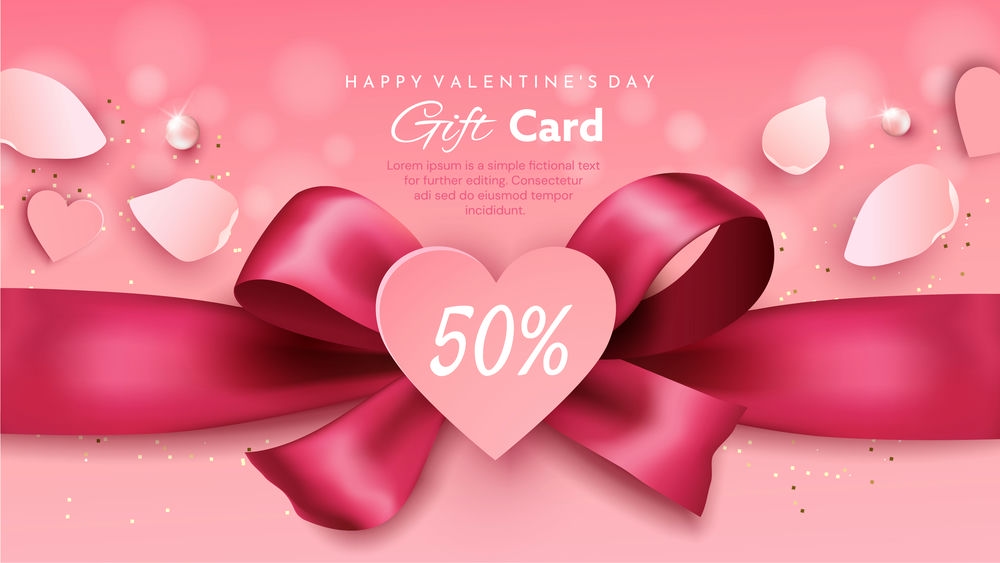 HAPPY VALENTINE'S DAY
Gift Card
Lorem ipsum is a simple fictional text
for further editing. Consectetur
adi sed do eiusmod tempor
incididunt.
50%